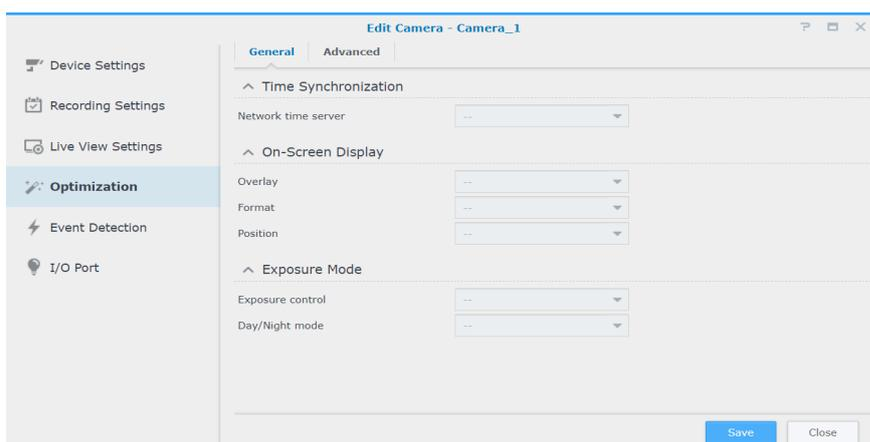 Edit Camera - Camera_1
General Advanced
Device Settings
Recording Settings
Live View Settings
Optimization
Event Detection
I/O Port
Time Synchronization
Network time server --
On-Screen Display
Overlay --
Format --
Position --
Exposure Mode
Exposure control --
Day/Night mode --
Save Close